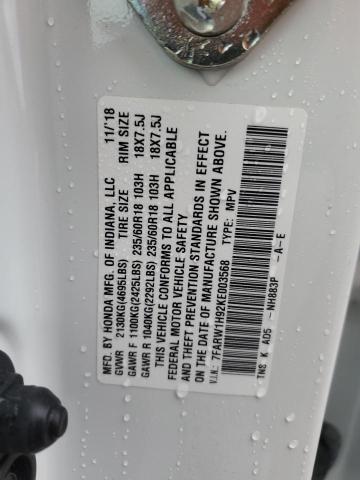 MFD. BY HONDA MFG. OF INDIANA, LLC 11/'18
GVWR 2130KG(4695LBS) TIRE SIZE RIM SIZE
GAWR F 1100KG(2425LBS) 235/60R18 103H 18X7.5J
GAWR R 1040KG(2292LBS) 235/60R18 103H 18X7.5J
THIS VEHICLE CONFORMS TO ALL APPLICABLE
FEDERAL MOTOR VEHICLE SAFETY
AND THEFT PREVENTION STANDARDS IN EFFECT
ON THE DATE OF MANUFACTURE SHOWN ABOVE.
V.I.N.: 7FARW1H92KE003568 TYPE: MPV
TN8 K A05 - NH883P -A-E